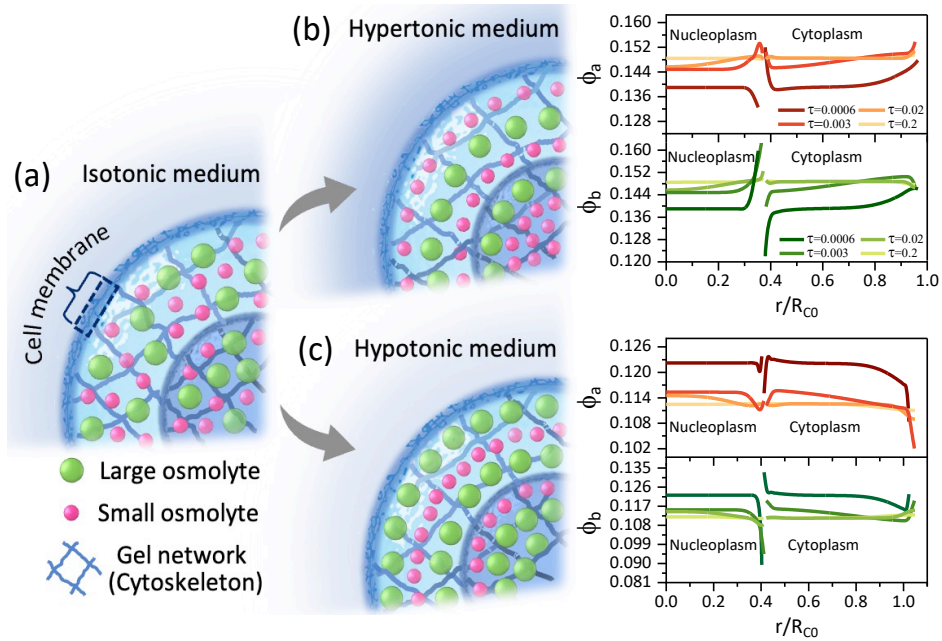 (a)
Isotonic medium
Cell membrane
Large osmolyte
Small osmolyte
Gel network
(Cytoskeleton)
(b)
Hypertonic medium
(c)
Hypotonic medium
0.160
0.152
0.144
0.136
0.128
ϕa
Nucleoplasm
Cytoplasm
τ=0.0006
τ=0.02
τ=0.003
τ=0.2
0.160
0.152
0.144
0.136
0.128
0.120
ϕb
Nucleoplasm
Cytoplasm
τ=0.0006
τ=0.02
τ=0.003
τ=0.2
0.0 0.2 0.4 0.6 0.8 1.0
r/RC0
0.126
0.120
0.114
0.108
0.102
ϕa
Nucleoplasm
Cytoplasm
0.135
0.126
0.117
0.108
0.099
0.090
0.081
ϕb
Nucleoplasm
Cytoplasm
0.0 0.2 0.4 0.6 0.8 1.0
r/RC0